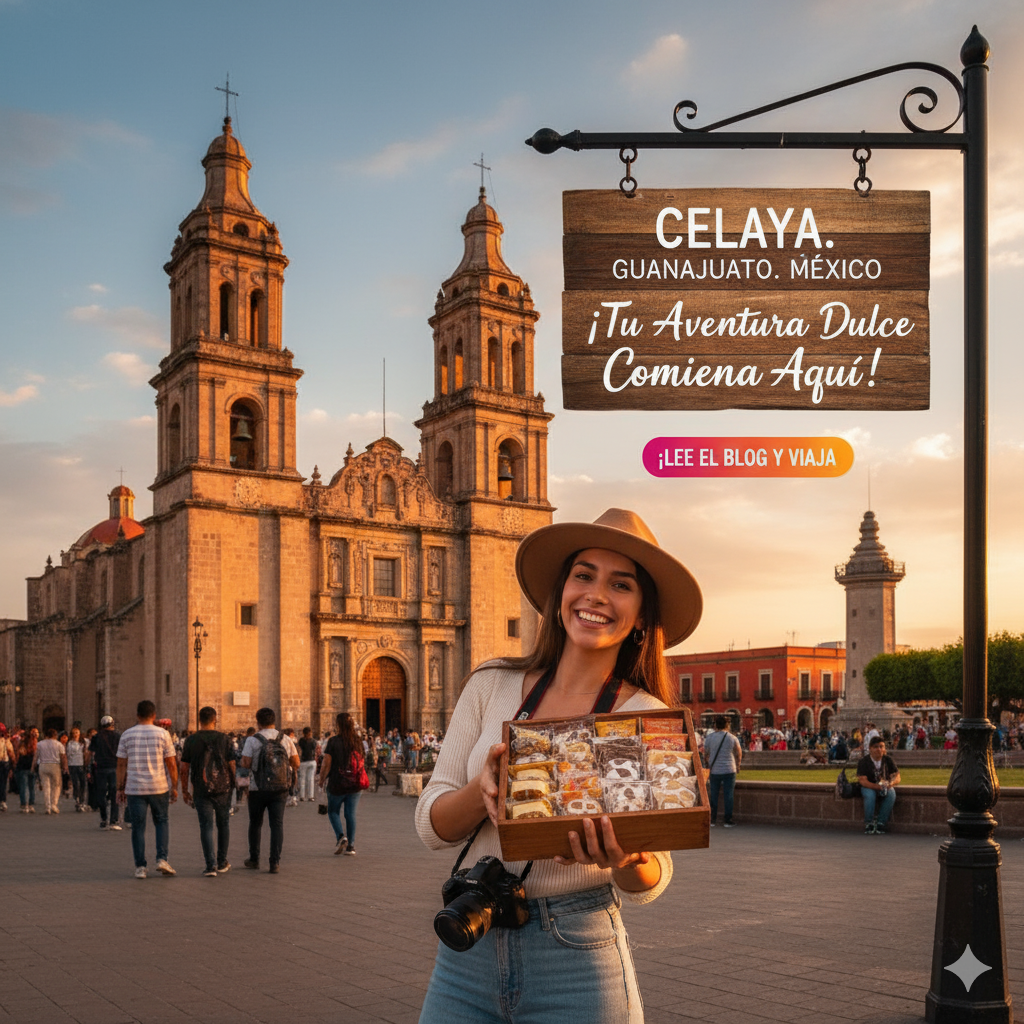 CELAYA.
GUANAJUATO. MÉXICO
¡Tu Aventura Dulce
Comiena Aquí!
¡LEE EL BLOG Y VIAJA